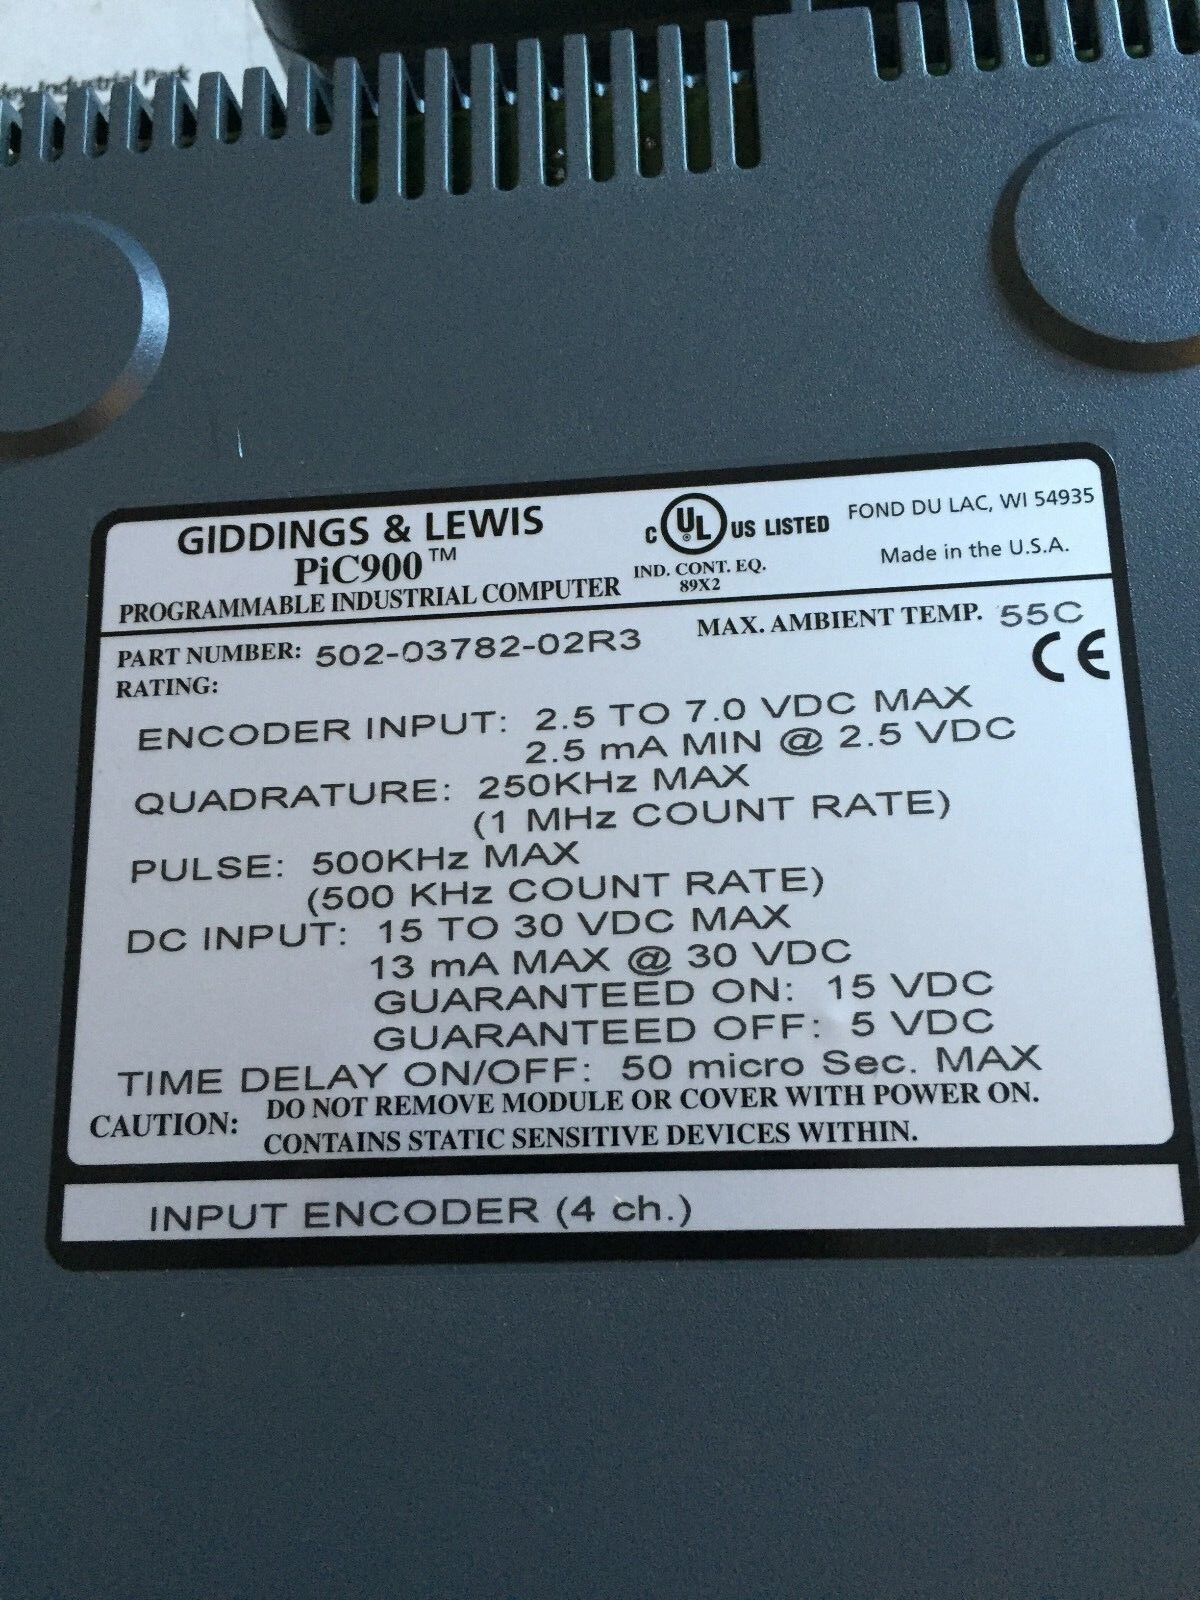 Industrial Park
GIDDINGS & LEWIS
PiC900™
PROGRAMMABLE INDUSTRIAL COMPUTER
C UL ® US LISTED
IND. CONT. EQ.
89X2
FOND DU LAC, WI 54935
Made in the U.S.A.
PART NUMBER: 502-03782-02R3
MAX. AMBIENT TEMP. 55C
RATING:
CE
ENCODER INPUT: 2.5 TO 7.0 VDC MAX
2.5 mA MIN @ 2.5 VDC
QUADRATURE: 250KHz MAX
(1 MHz COUNT RATE)
PULSE: 500KHz MAX
(500 KHz COUNT RATE)
DC INPUT: 15 TO 30 VDC MAX
13 mA MAX @ 30 VDC
GUARANTEED ON: 15 VDC
GUARANTEED OFF: 5 VDC
TIME DELAY ON/OFF: 50 micro Sec. MAX
CAUTION: DO NOT REMOVE MODULE OR COVER WITH POWER ON.
CONTAINS STATIC SENSITIVE DEVICES WITHIN.
INPUT ENCODER (4 ch.)